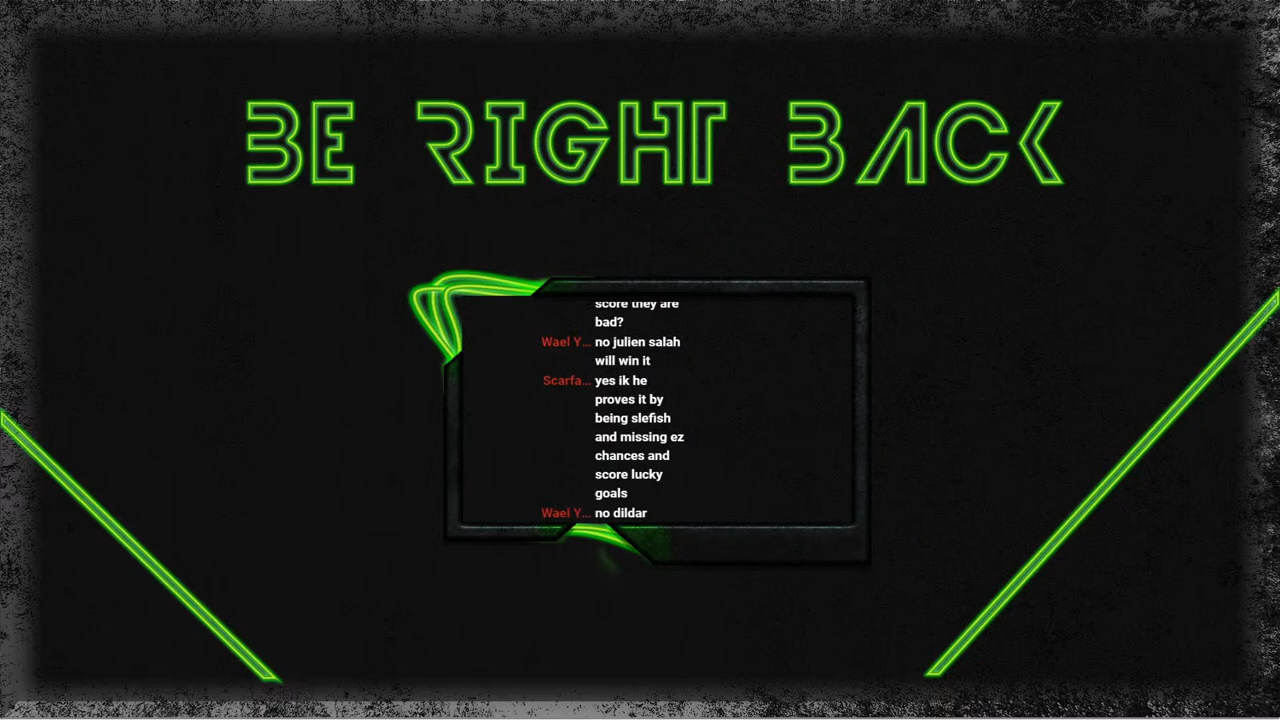 BE RIGHT BACK
score they are
bad?
Wael Y... no julien salah
will win it
Scarfa... yes ik he
proves it by
being slefish
and missing ez
chances and
score lucky
goals
Wael Y... no dildar